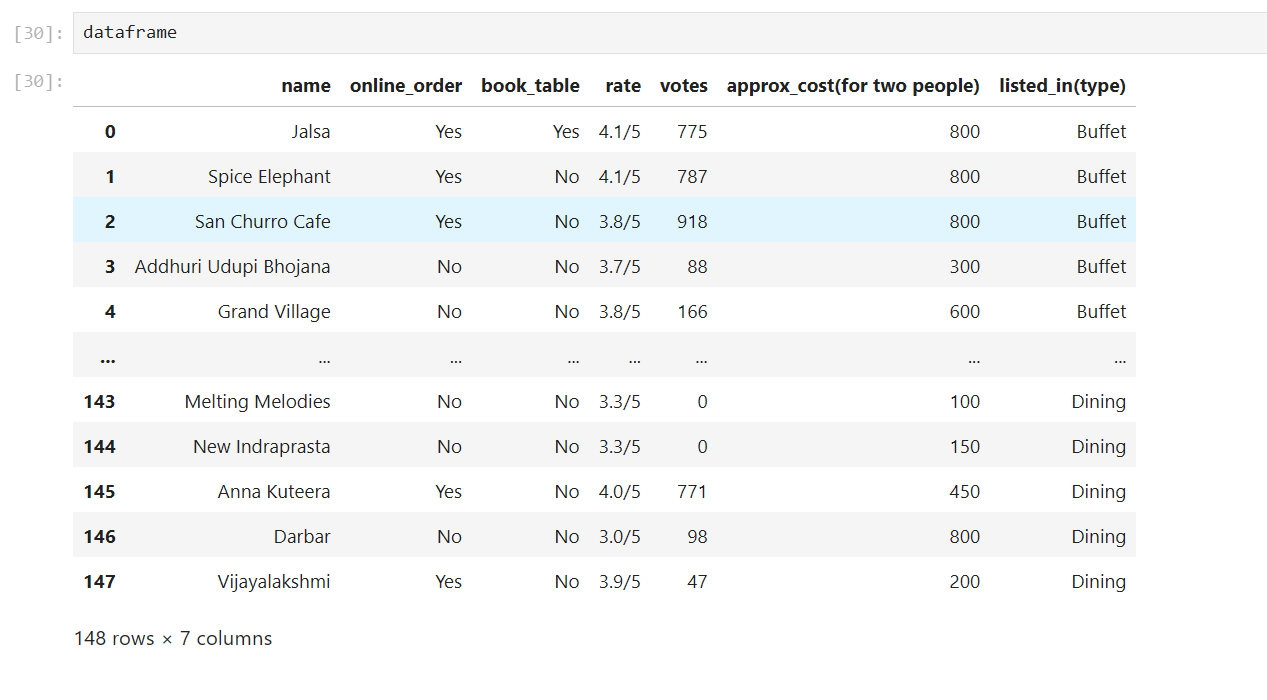 [30]: dataframe
[30]:
name online_order book_table rate votes approx_cost(for two people) listed_in(type)
0 Jalsa Yes Yes 4.1/5 775 800 Buffet
1 Spice Elephant Yes No 4.1/5 787 800 Buffet
2 San Churro Cafe Yes No 3.8/5 918 800 Buffet
3 Addhuri Udupi Bhojana No No 3.7/5 88 300 Buffet
4 Grand Village No No 3.8/5 166 600 Buffet
... ... ... ... ... ... ... ...
143 Melting Melodies No No 3.3/5 0 100 Dining
144 New Indraprasta No No 3.3/5 0 150 Dining
145 Anna Kuteera Yes No 4.0/5 771 450 Dining
146 Darbar No No 3.0/5 98 800 Dining
147 Vijayalakshmi Yes No 3.9/5 47 200 Dining
148 rows × 7 columns